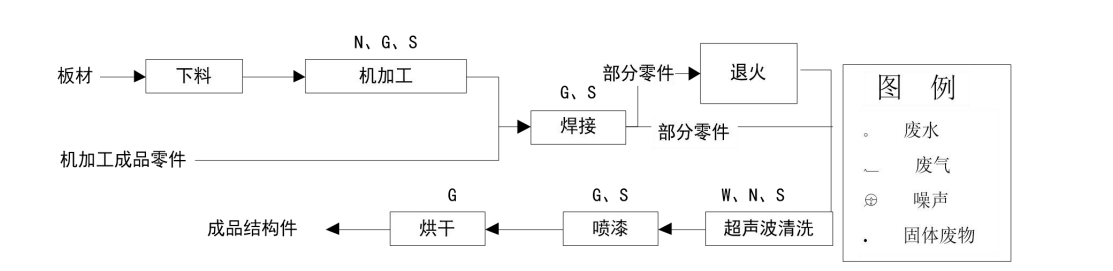 N、G、S
板材
下料
机加工
部分零件
退火
G、S
焊接
部分零件
机加工成品零件
G
G、S
W、N、S
成品结构件
烘干
喷漆
超声波清洗
图 例
废水
废气
噪声
固体废物